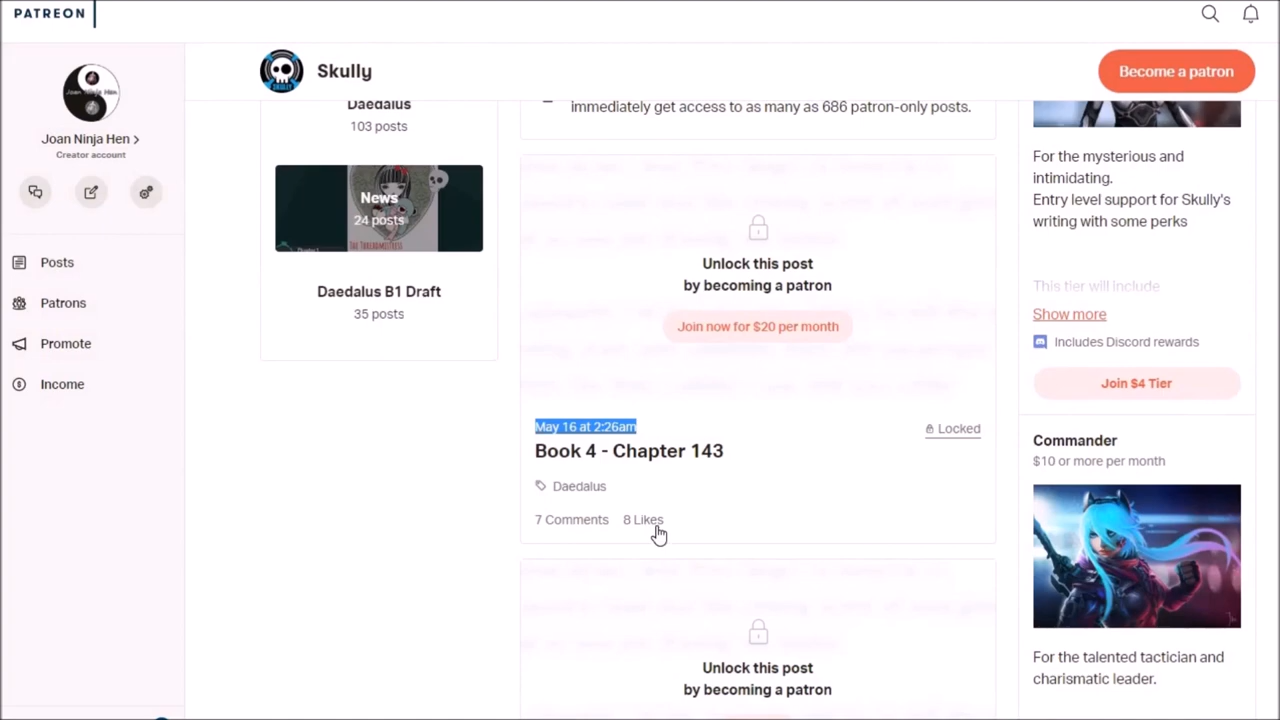 PATREON
Skully
Become a patron
Joan Ninja Hen
Joan Ninja Hen >
Creator account
Posts
Patrons
Promote
Income
Daedalus
103 posts
News
24 posts
THE THREADMISTRESS
Daedalus B1 Draft
35 posts
immediately get access to as many as 686 patron-only posts.
Unlock this post
by becoming a patron
Join now for $20 per month
May 16 at 2:26am
Locked
Book 4 - Chapter 143
Daedalus
7 Comments 8 Likes
Unlock this post
by becoming a patron
For the mysterious and
intimidating.
Entry level support for Skully's
writing with some perks
This tier will include
Show more
Includes Discord rewards
Join $4 Tier
Commander
$10 or more per month
For the talented tactician and
charismatic leader.